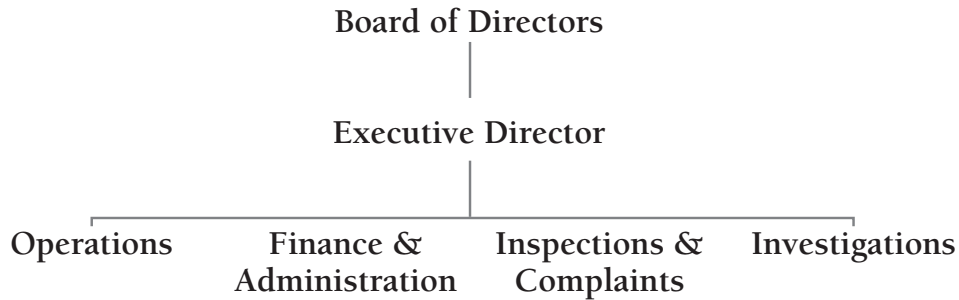 Board of Directors
Executive Director
Operations
Finance &
Administration
Inspections &
Complaints
Investigations